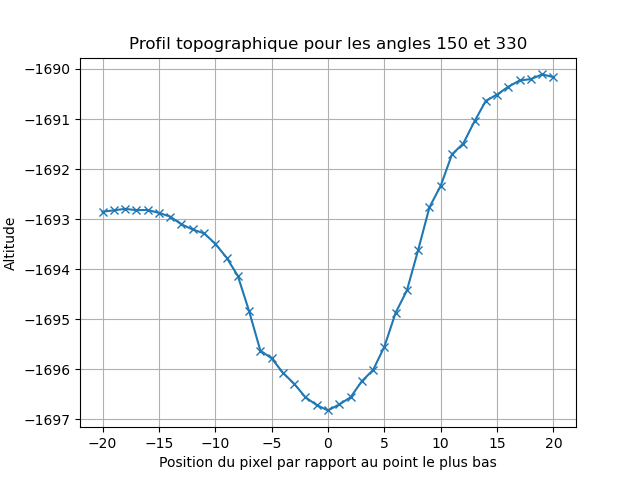 Profil topographique pour les angles 150 et 330
Altitude
−1690
−1691
−1692
−1693
−1694
−1695
−1696
−1697
−20 −15 −10 −5 0 5 10 15 20
Position du pixel par rapport au point le plus bas